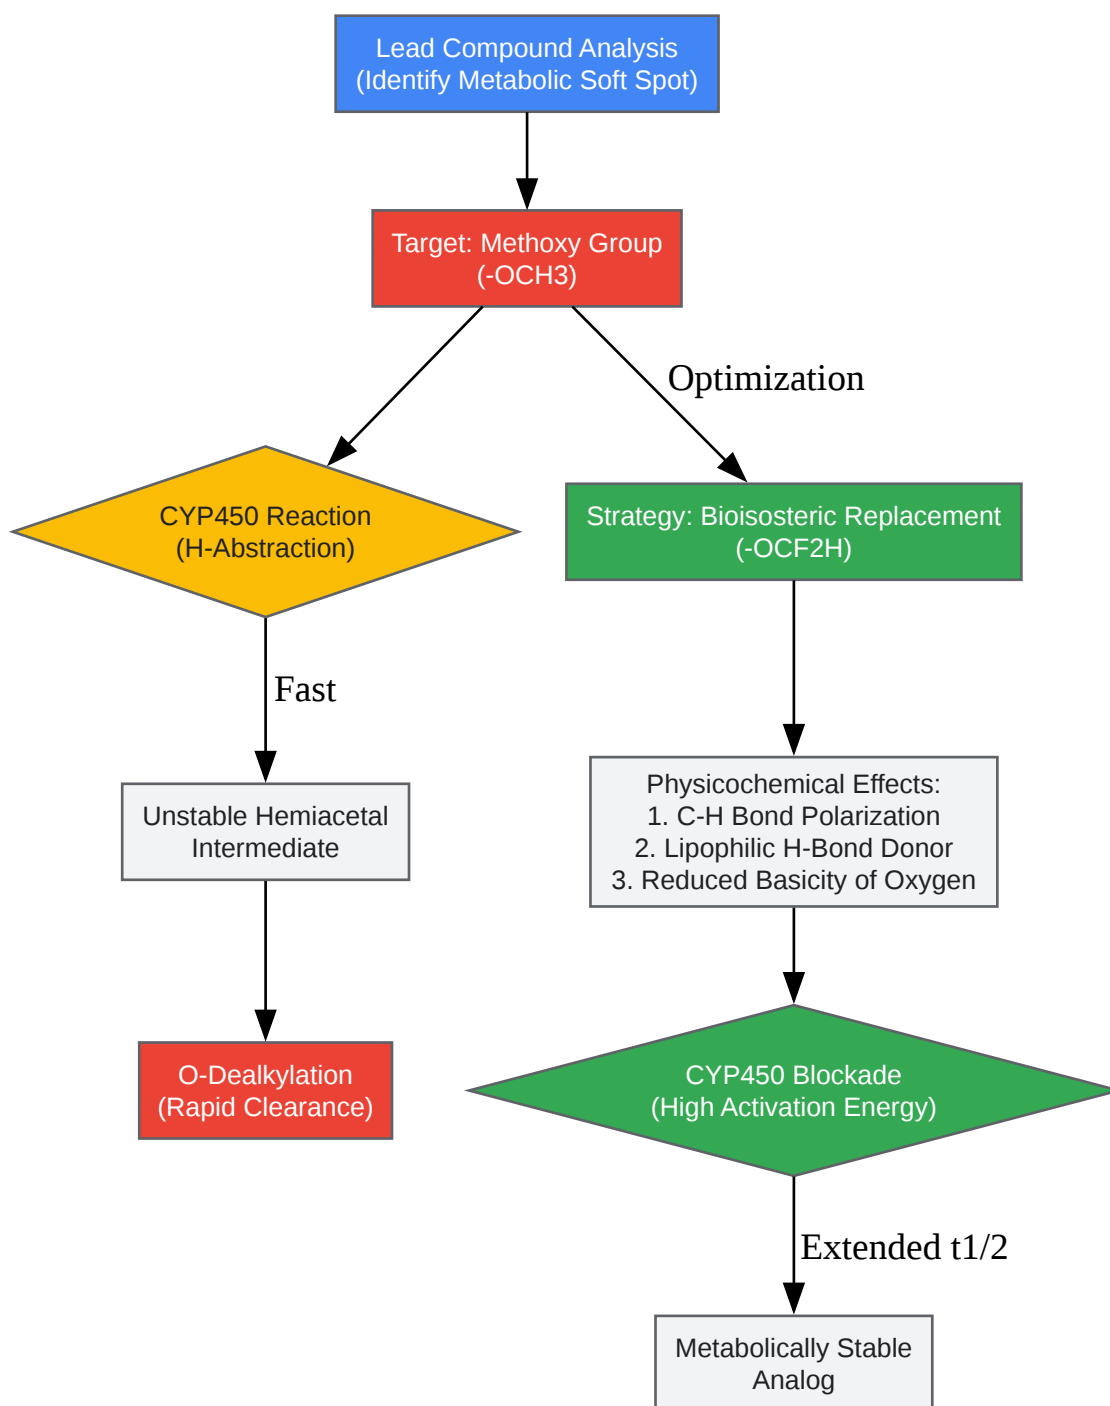 Lead Compound Analysis
(Identify Metabolic Soft Spot)
Target: Methoxy Group
(-OCH3)
Optimization
CYP450 Reaction
(H-Abstraction)
Strategy: Bioisosteric Replacement
(-OCF2H)
Fast
Unstable Hemiacetal
Intermediate
Physicochemical Effects:
1. C-H Bond Polarization
2. Lipophilic H-Bond Donor
3. Reduced Basicity of Oxygen
O-Dealkylation
(Rapid Clearance)
CYP450 Blockade
(High Activation Energy)
Extended t1/2
Metabolically Stable
Analog